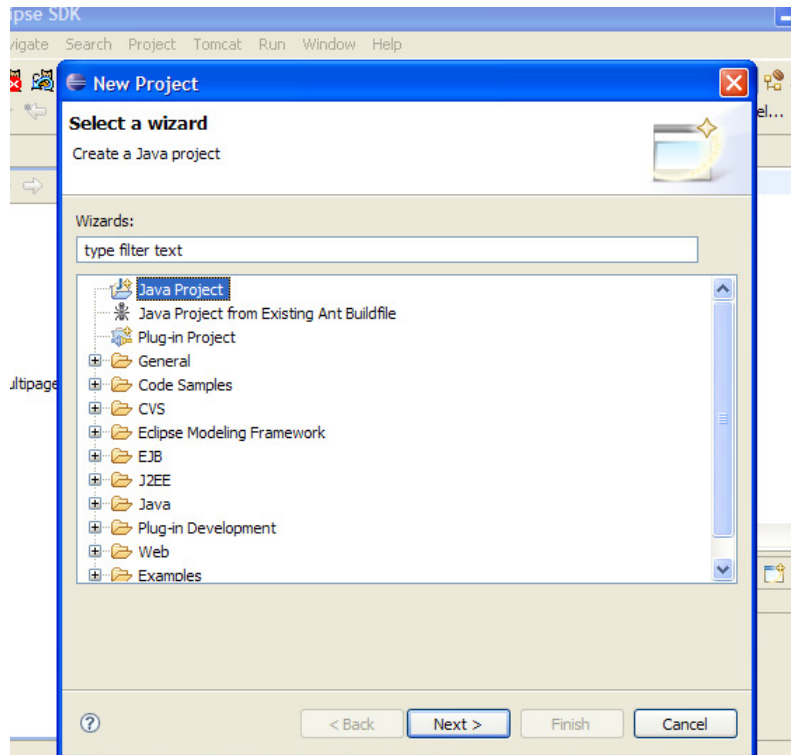 ipse SDK
vigate Search Project Tomcat Run Window Help
New Project
el...
Select a wizard
Create a Java project
Wizards:
type filter text
Java Project
Java Project from Existing Ant Buildfile
Plug-in Project
General
Code Samples
ultipage
CVS
Eclipse Modeling Framework
EJB
J2EE
Java
Plug-in Development
Web
Examples
< Back Next > Finish Cancel